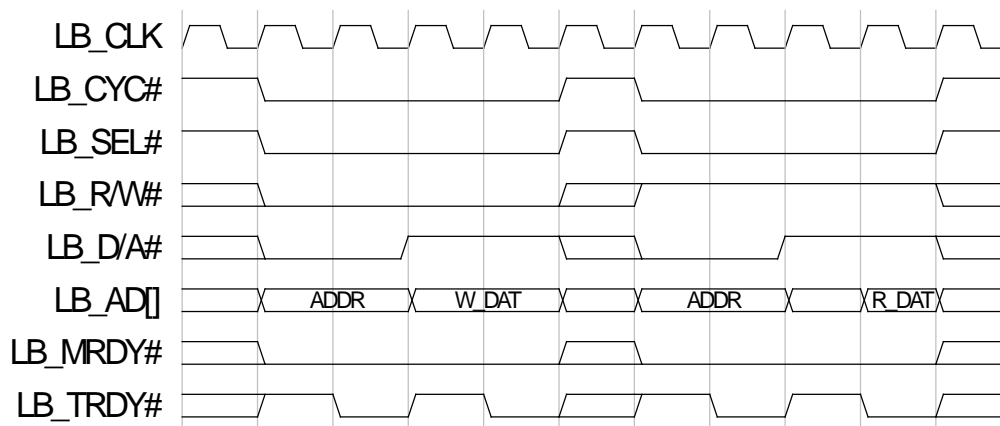 LB_CLK
LB_CYC#
LB_SEL#
LB_R/W#
LB_D/A#
LB_AD[] ADDR W_DAT ADDR R_DAT
LB_MRDY#
LB_TRDY#